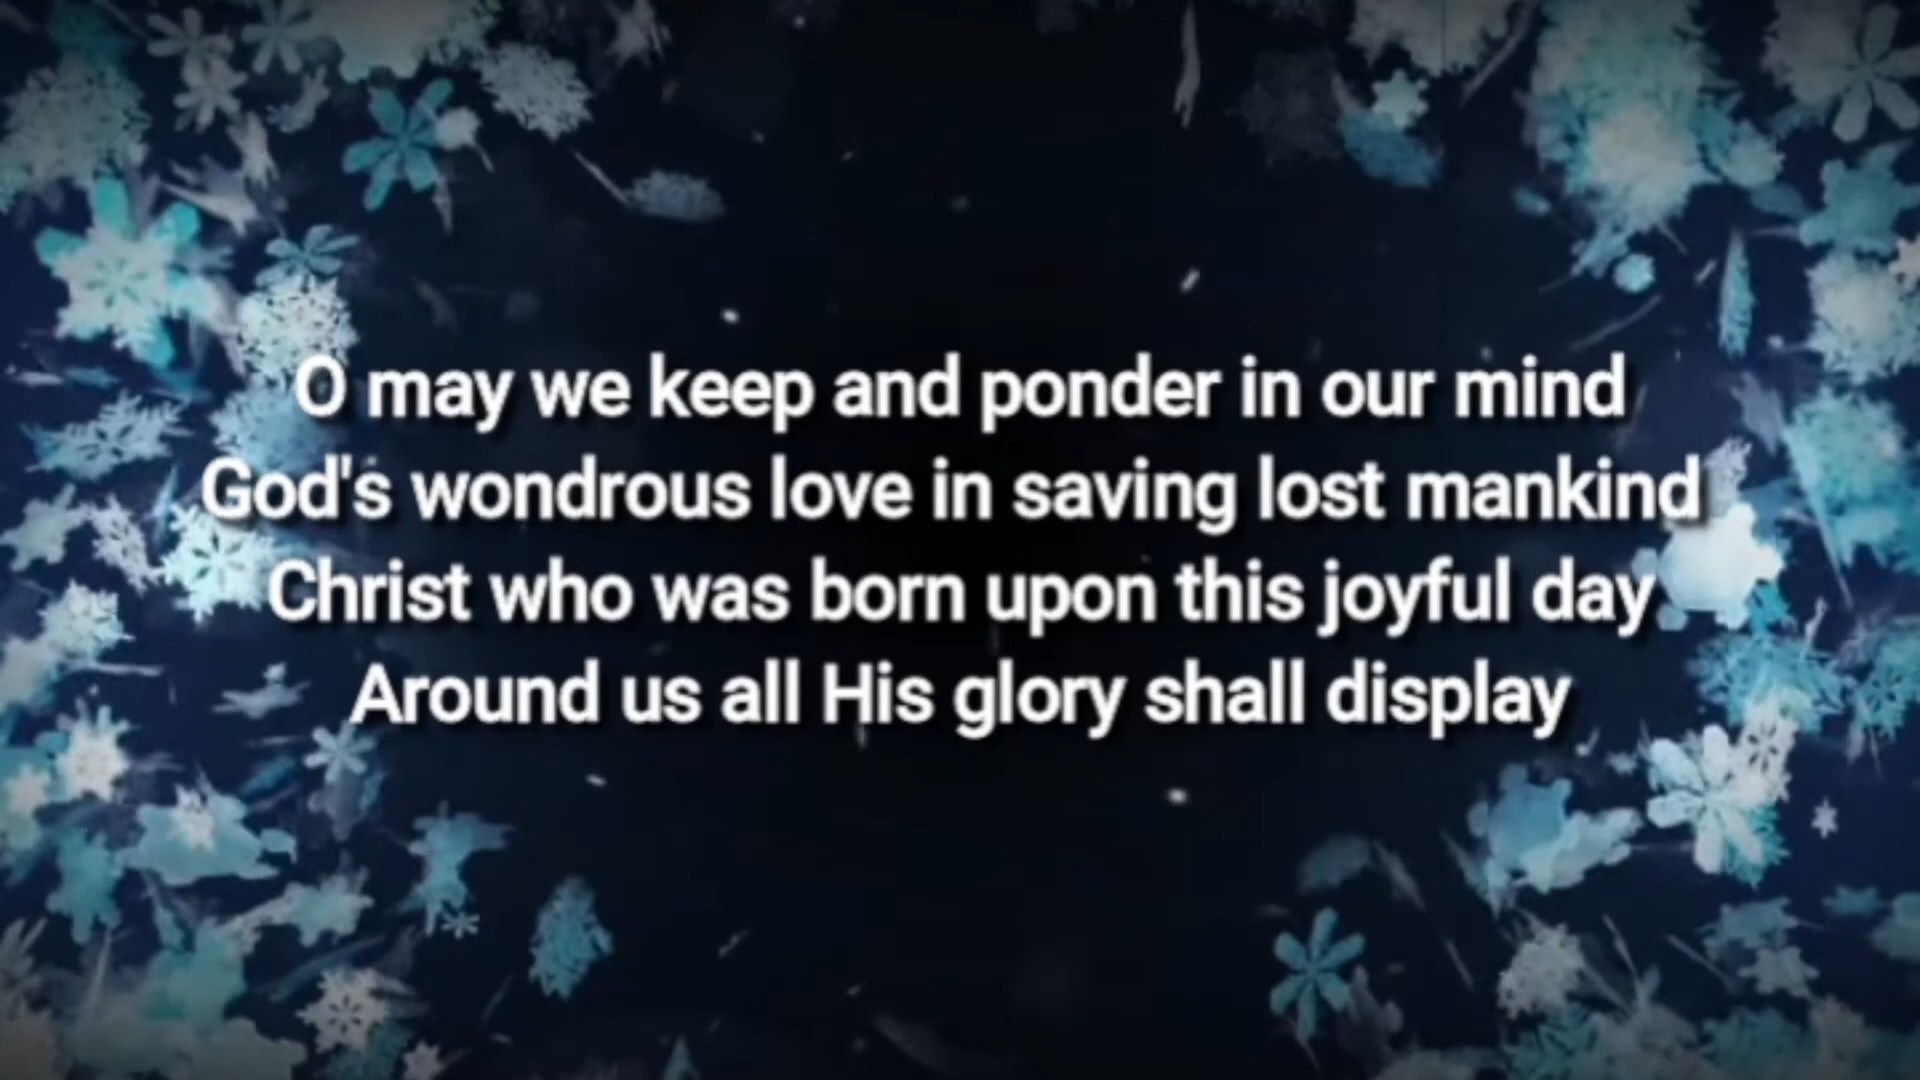 O may we keep and ponder in our mind
God's wondrous love in saving lost mankind
Christ who was born upon this joyful day
Around us all His glory shall display